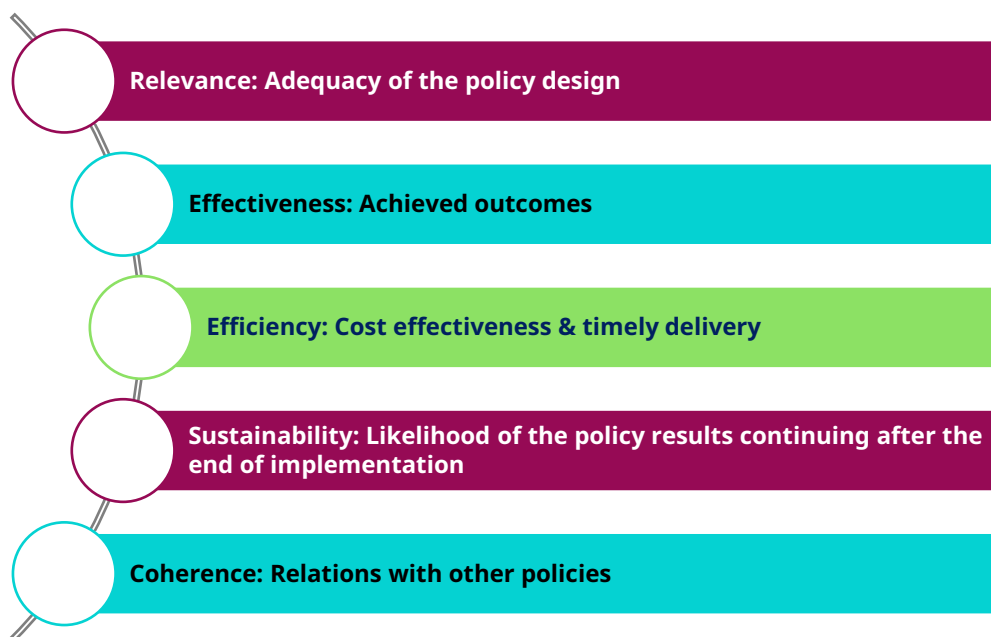 Relevance: Adequacy of the policy design
Effectiveness: Achieved outcomes
Efficiency: Cost effectiveness & timely delivery
Sustainability: Likelihood of the policy results continuing after the
end of implementation
Coherence: Relations with other policies